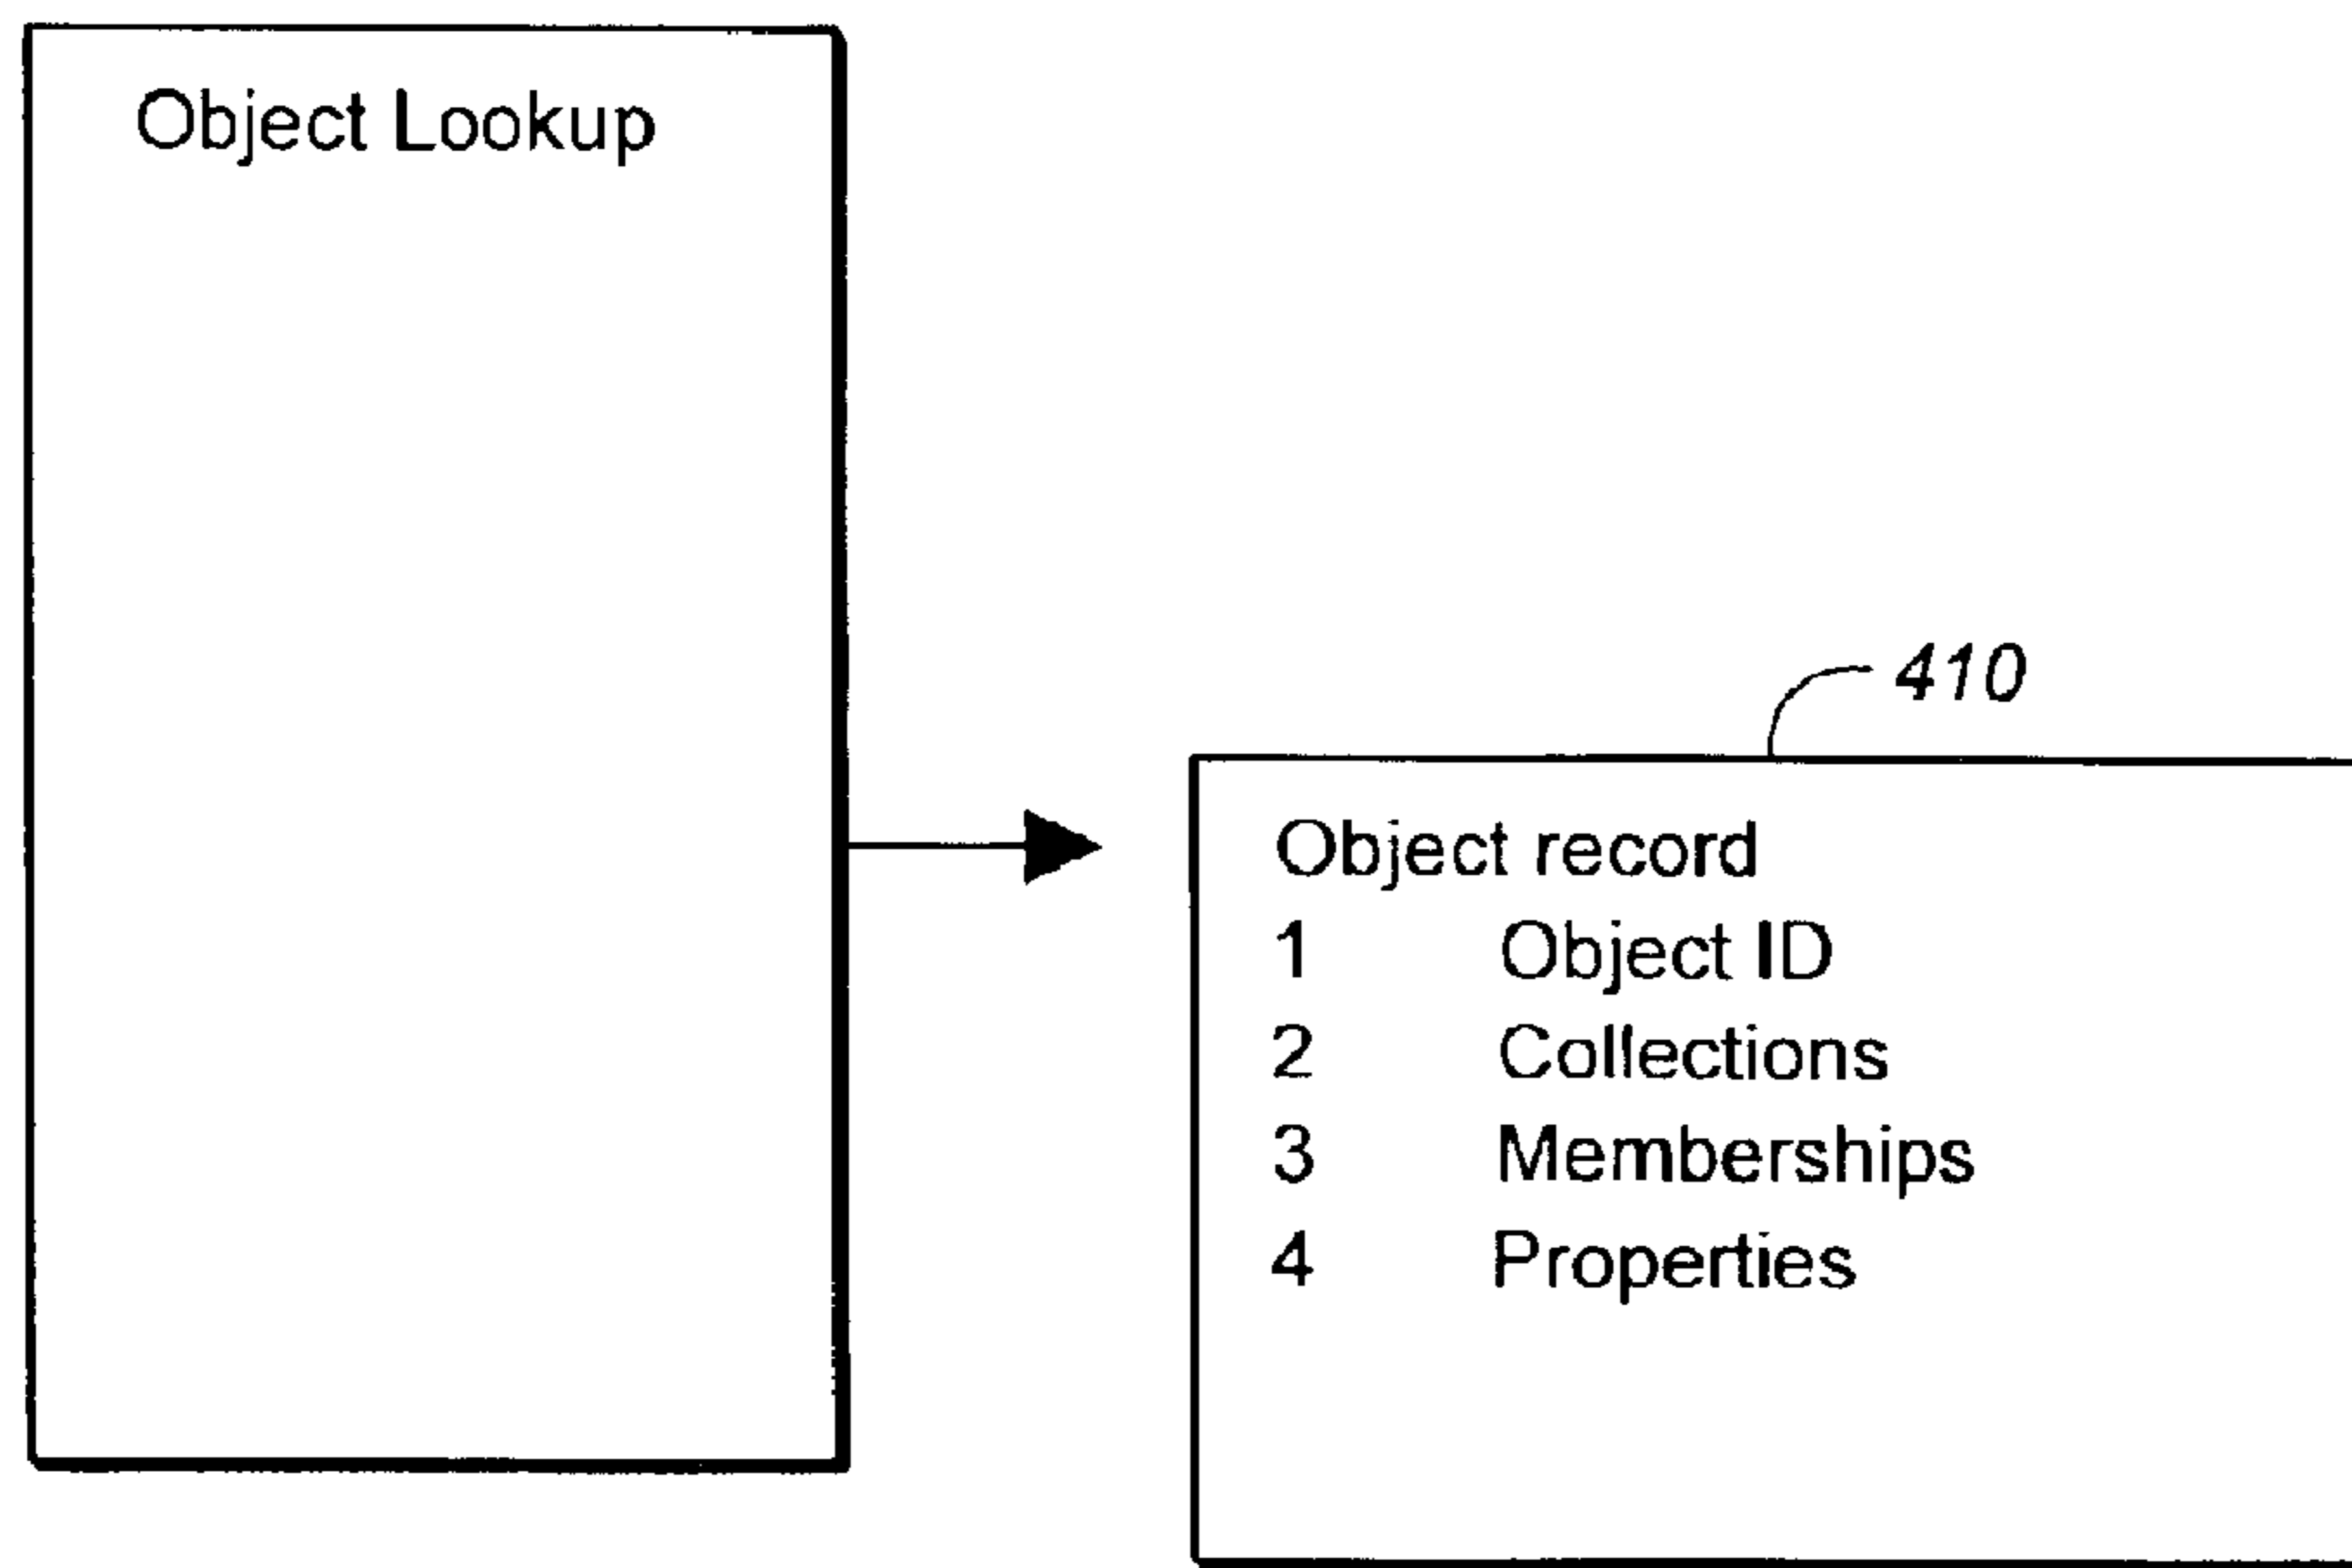 Object Lookup
410
Object record
1 Object ID
2 Collections
3 Memberships
4 Properties